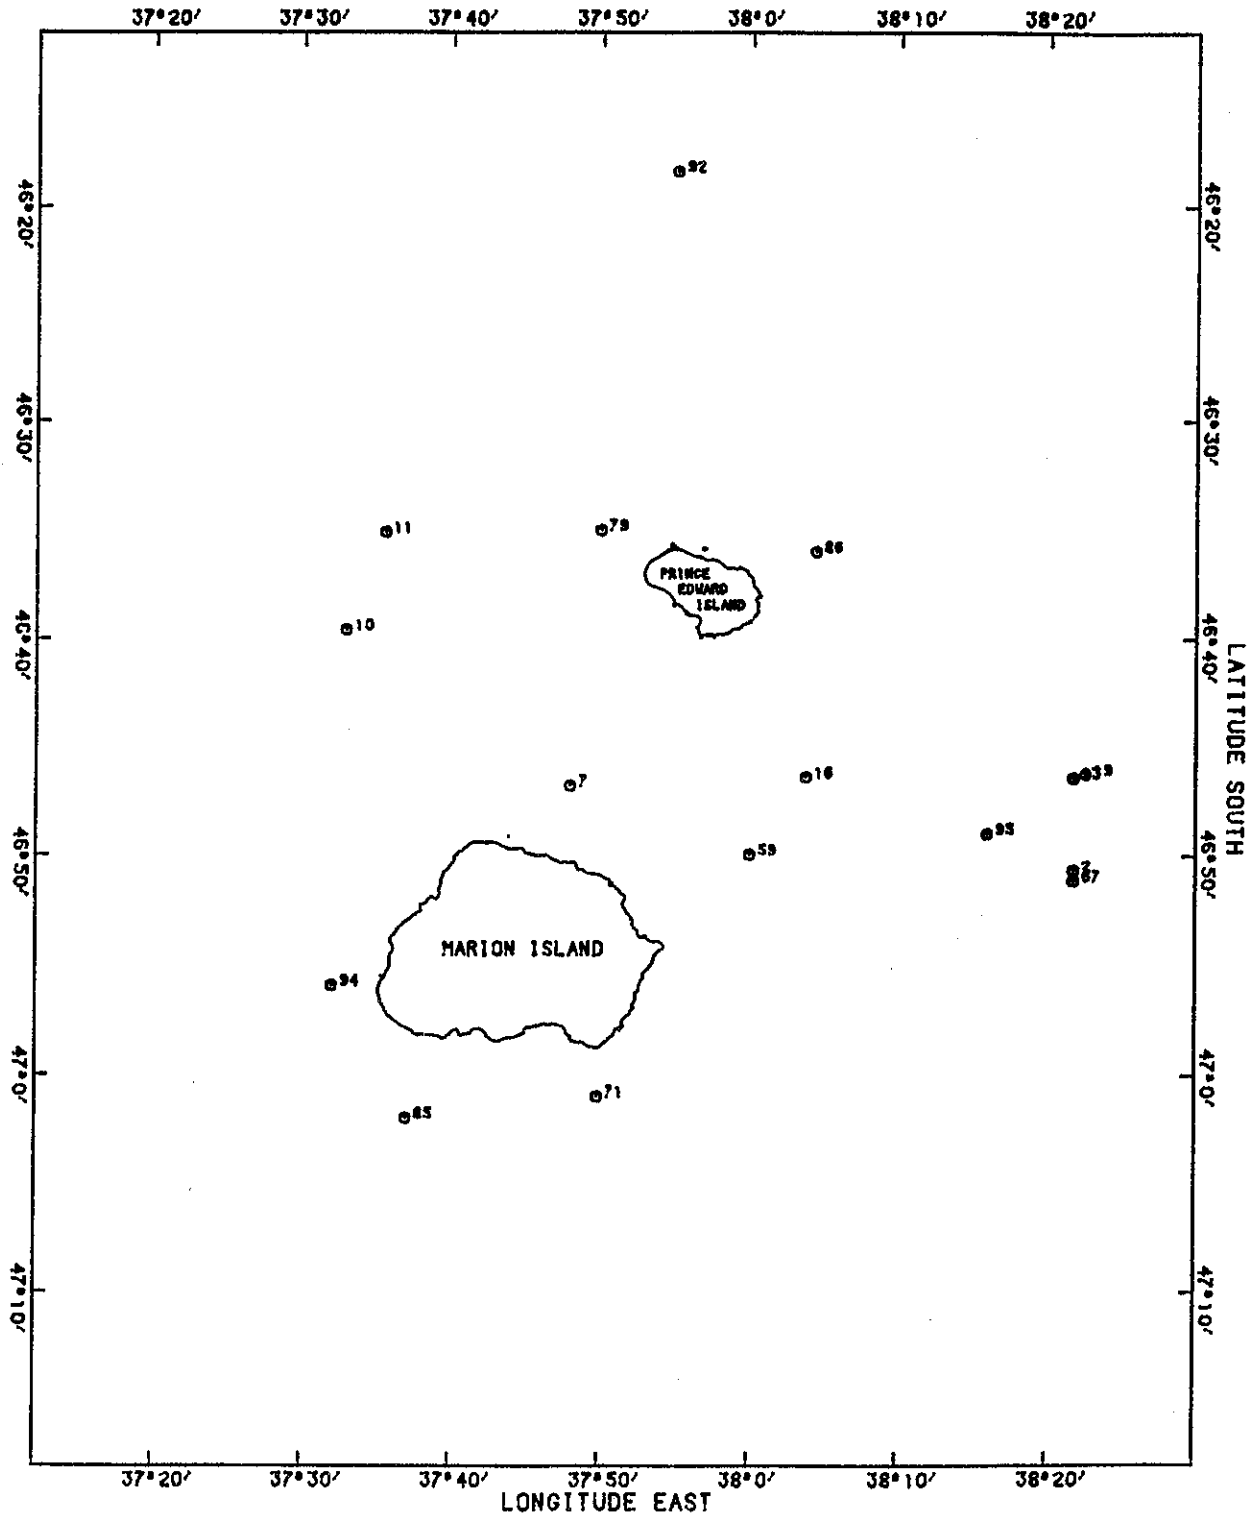 37°20′ 37°30′ 37°40′ 37°50′ 38°0′ 38°10′ 38°20′
92
46°20′ 46°20′
46°30′ 46°30′
11 79 86
PRINCE
EDWARD
ISLAND
10
46°40′ 46°40′
LATITUDE SOUTH
7 16
95
59
2
67
46°50′ 46°50′
MARION ISLAND
94
47°0′ 47°0′
71
85
47°10′ 47°10′
37°20′ 37°30′ 37°40′ 37°50′ 38°0′ 38°10′ 38°20′
LONGITUDE EAST